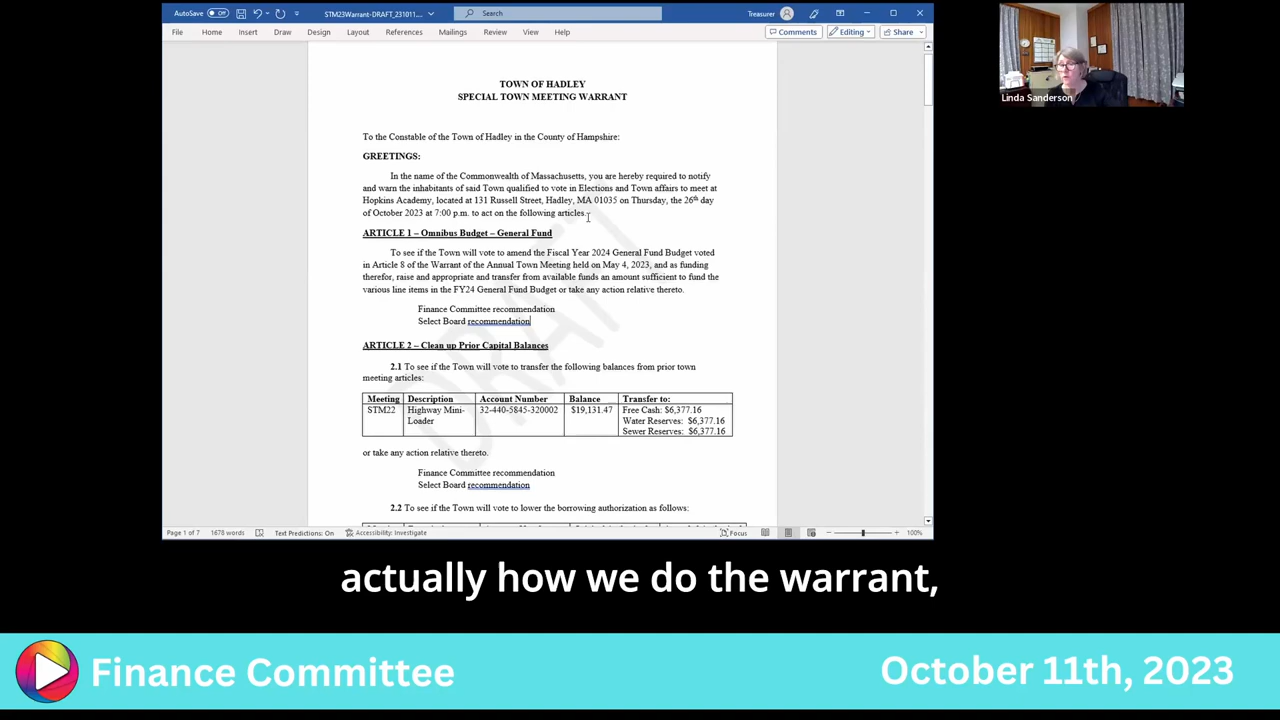 AutoSave Off STM23Warrant-DRAFT_231011... Search Treasurer
File Home Insert Draw Design Layout References Mailings Review View Help Comments Editing Share
TOWN OF HADLEY
SPECIAL TOWN MEETING WARRANT
To the Constable of the Town of Hadley in the County of Hampshire:
GREETINGS:
In the name of the Commonwealth of Massachusetts, you are hereby required to notify
and warn the inhabitants of said Town qualified to vote in Elections and Town affairs to meet at
Hopkins Academy, located at 131 Russell Street, Hadley, MA 01035 on Thursday, the 26th day
of October 2023 at 7:00 p.m. to act on the following articles.
ARTICLE 1 – Omnibus Budget – General Fund
To see if the Town will vote to amend the Fiscal Year 2024 General Fund Budget voted
in Article 8 of the Warrant of the Annual Town Meeting held on May 4, 2023, and as funding
therefor, raise and appropriate and transfer from available funds an amount sufficient to fund the
various line items in the FY24 General Fund Budget or take any action relative thereto.
Finance Committee recommendation
Select Board recommendation
ARTICLE 2 – Clean up Prior Capital Balances
2.1 To see if the Town will vote to transfer the following balances from prior town
meeting articles:
Meeting Description Account Number Balance Transfer to:
STM22 Highway Mini- 32-440-5845-320002 $19,131.47 Free Cash: $6,377.16
Loader Water Reserves: $6,377.16
Sewer Reserves: $6,377.16
or take any action relative thereto.
Finance Committee recommendation
Select Board recommendation
2.2 To see if the Town will vote to lower the borrowing authorization as follows:
DRAFT
Page 1 of 7 1678 words Text Predictions: On Accessibility: Investigate Focus 100%
Linda Sanderson
actually how we do the warrant,
Finance Committee
October 11th, 2023